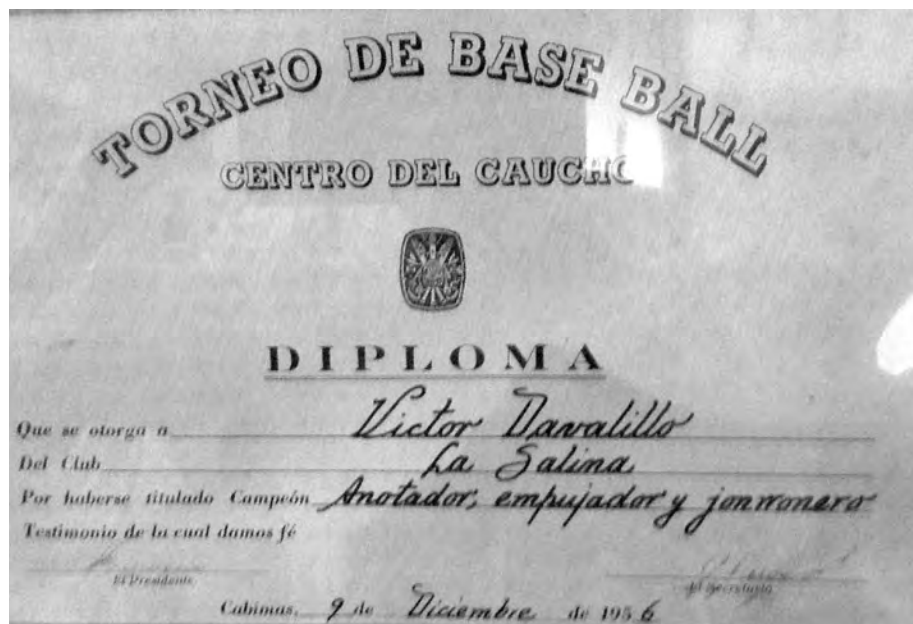 TORNEO DE BASE BALL
CENTRO DEL CAUCHO
DIPLOMA
Que se otorga a Victor Davalillo
Del Club La Salina
Por haberse titulado Campeón Anotador, empujador y jonronero
Testimonio de la cual damos fé
El Presidente El Secretario
Cabimas, 9 de Diciembre de 1956